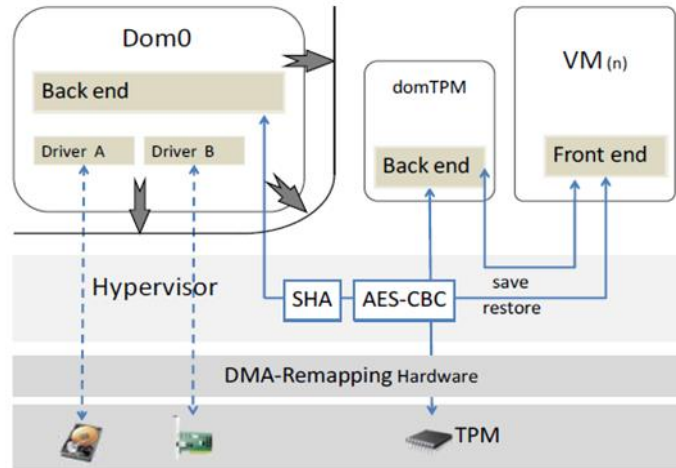 Dom0
Back end
Driver A
Driver B
domTPM
Back end
VM (n)
Front end
Hypervisor
SHA
AES-CBC
save
restore
DMA-Remapping Hardware
TPM